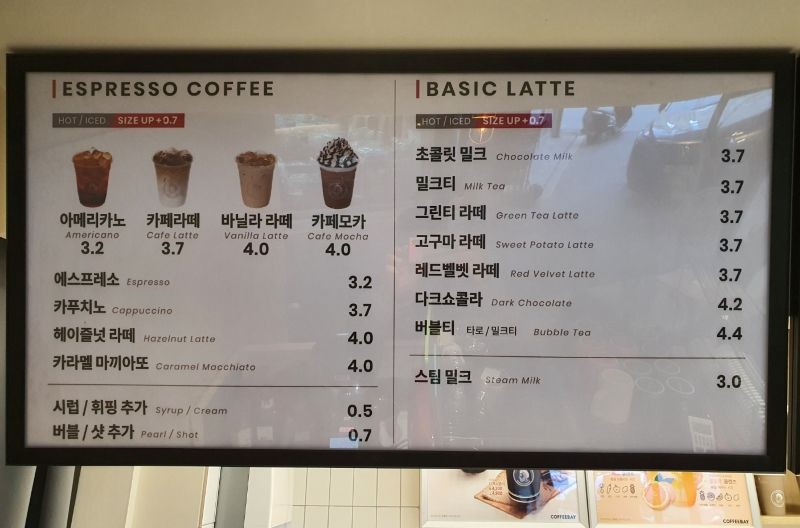 ESPRESSO COFFEE
HOT / ICED SIZE UP +0.7
아메리카노 카페라떼 바닐라 라떼 카페모카
Americano Cafe Latte Vanilla Latte Cafe Mocha
3.2 3.7 4.0 4.0
에스프레소 Espresso 3.2
카푸치노 Cappuccino 3.7
헤이즐넛 라떼 Hazelnut Latte 4.0
카라멜 마끼아또 Caramel Macchiato 4.0
시럽 / 휘핑 추가 Syrup / Cream 0.5
버블 / 샷 추가 Pearl / Shot 0.7
BASIC LATTE
HOT / ICED SIZE UP +0.7
초콜릿 밀크 Chocolate Milk 3.7
밀크티 Milk Tea 3.7
그린티 라떼 Green Tea Latte 3.7
고구마 라떼 Sweet Potato Latte 3.7
레드벨벳 라떼 Red Velvet Latte 3.7
다크쇼콜라 Dark Chocolate 4.2
버블티 타로 / 밀크티 Bubble Tea 4.4
스팀 밀크 Steam Milk 3.0
COFFEEBAY
COFFEEBAY